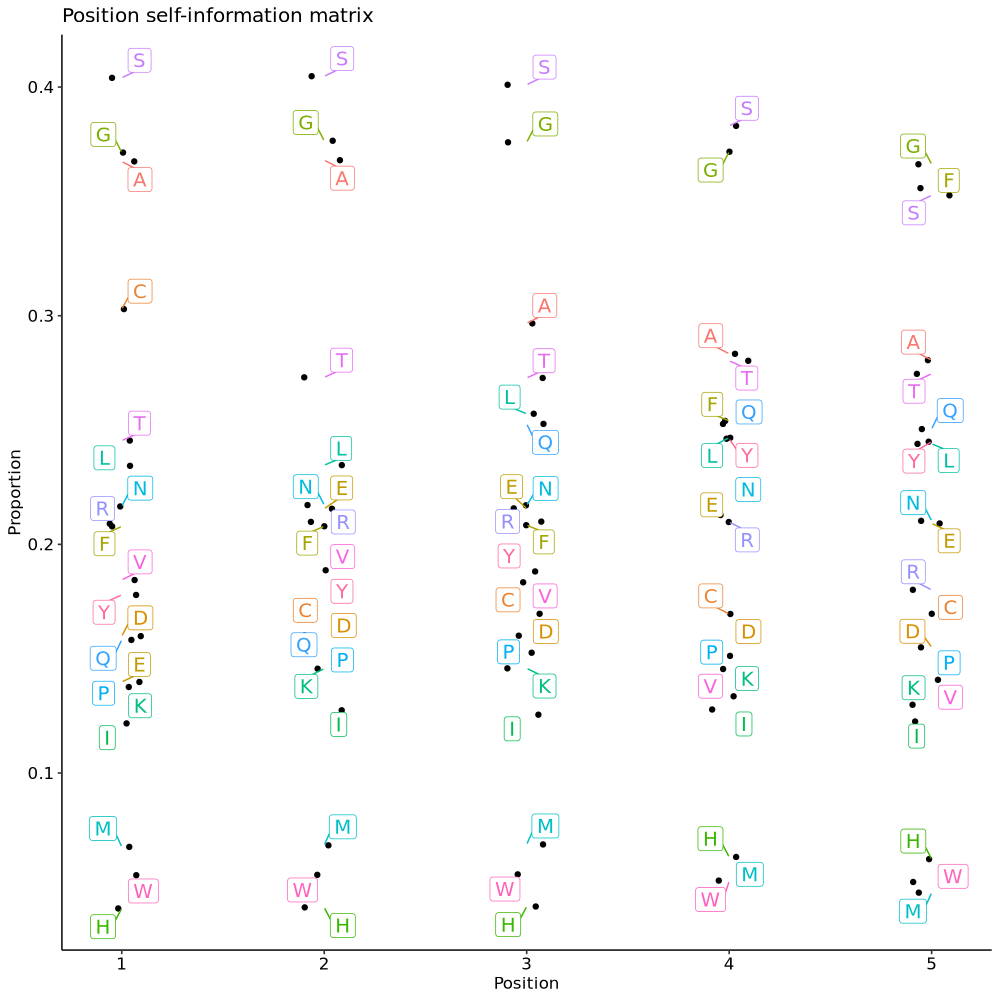 Position self-information matrix
S S S
0.4
S
G G G G
G A A F
S
C
0.3
A
A A
T T T T
L F Q Q
T Q
L L L Y Y L
N N E E N N N
R R R E
F F F R E
V V Y R
Y Y C V C C
D C D D D D
Q Q P P P
P E P K V K K V
K K
I I I I I
0.2
0.1
M M M H H
W W W W M W
H H H M
Proportion
1 2 3 4 5
Position